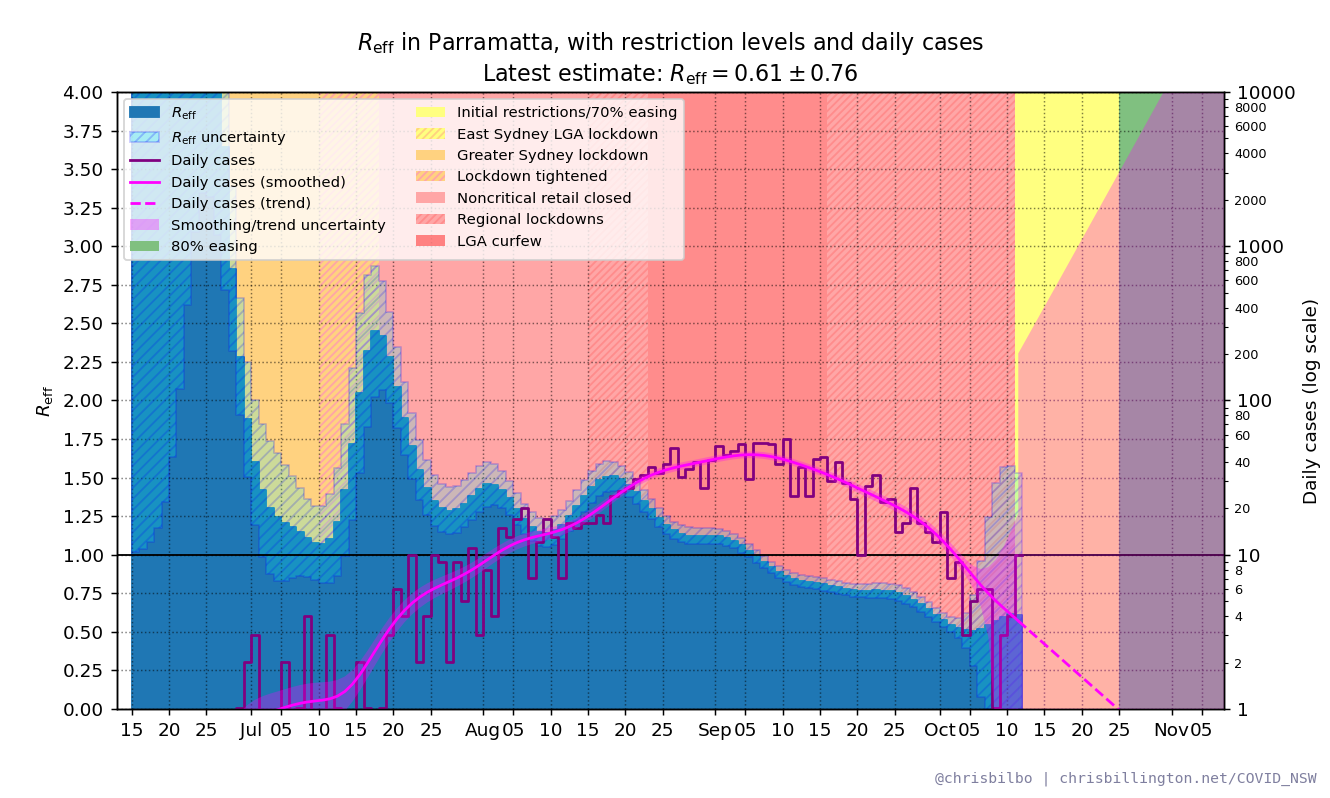 Reff in Parramatta, with restriction levels and daily cases
Latest estimate: Reff = 0.61 ± 0.76
Reff
Reff uncertainty
Daily cases
Daily cases (smoothed)
Daily cases (trend)
Smoothing/trend uncertainty
80% easing
Initial restrictions/70% easing
East Sydney LGA lockdown
Greater Sydney lockdown
Lockdown tightened
Noncritical retail closed
Regional lockdowns
LGA curfew
4.00
3.75
3.50
3.25
3.00
2.75
2.50
2.25
2.00
1.75
1.50
1.25
1.00
0.75
0.50
0.25
0.00
Reff
10000
8000
6000
4000
2000
1000
800
600
400
200
100
80
60
40
20
10
8
6
4
2
1
Daily cases (log scale)
15 20 25 Jul 05 10 15 20 25 Aug 05 10 15 20 25 Sep 05 10 15 20 25 Oct 05 10 15 20 25 Nov 05
@chrisbilbo | chrisbillington.net/COVID_NSW